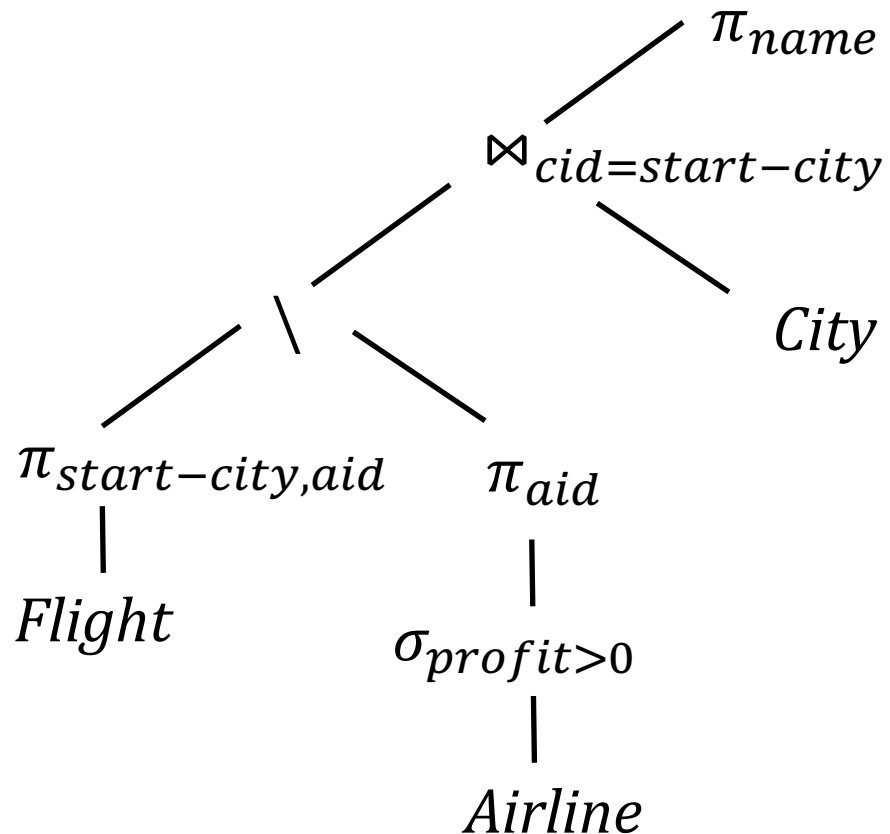 π_name
⋈_cid=start−city
\
City
π_start−city,aid
π_aid
Flight
σ_profit>0
Airline